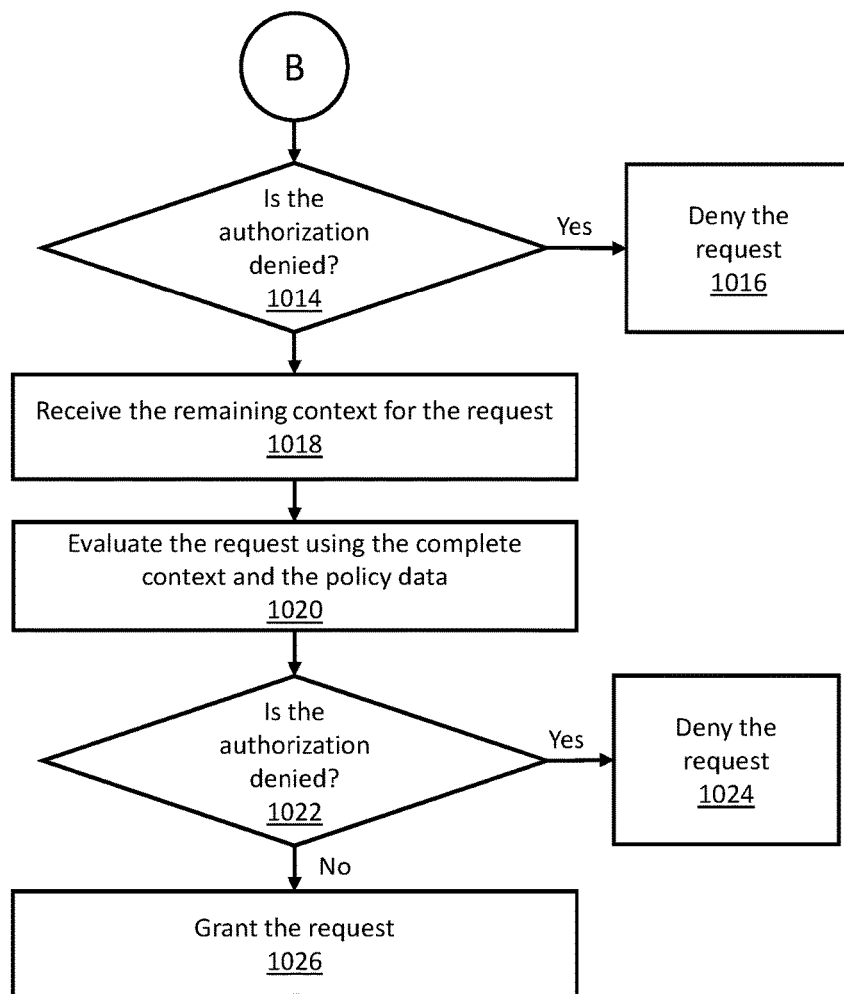 B
Is the
authorization
denied?
1014
Yes
Deny the
request
1016
Receive the remaining context for the request
1018
Evaluate the request using the complete
context and the policy data
1020
Is the
authorization
denied?
1022
Yes
Deny the
request
1024
No
Grant the request
1026